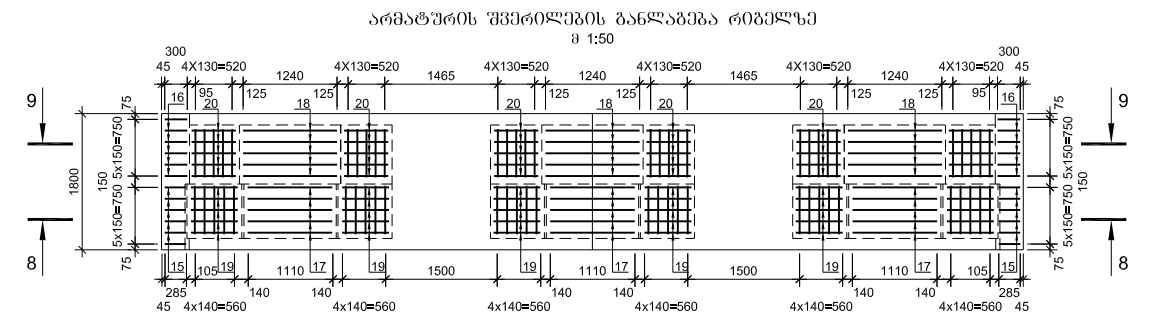 არმატურის შვერილების განლაგება რიგელზე
მ 1:50
300 300
45 4X130=520 1240 4X130=520 1465 4X130=520 1240 4X130=520 1465 4X130=520 1240 4X130=520 45
95 125 125 125 125 125 125 95
16 20 18 20 20 18 20 20 18 20 16
9 75 75 9
5x150=750 5x150=750
1800 150 150
5x150=750 5x150=750
8 75 75 8
15 105 19 1110 17 19 1500 19 1110 17 19 1500 19 1110 17 19 105 15
285 140 140 140 140 140 140 285
45 4x140=560 4x140=560 4x140=560 4x140=560 4x140=560 4x140=560 45